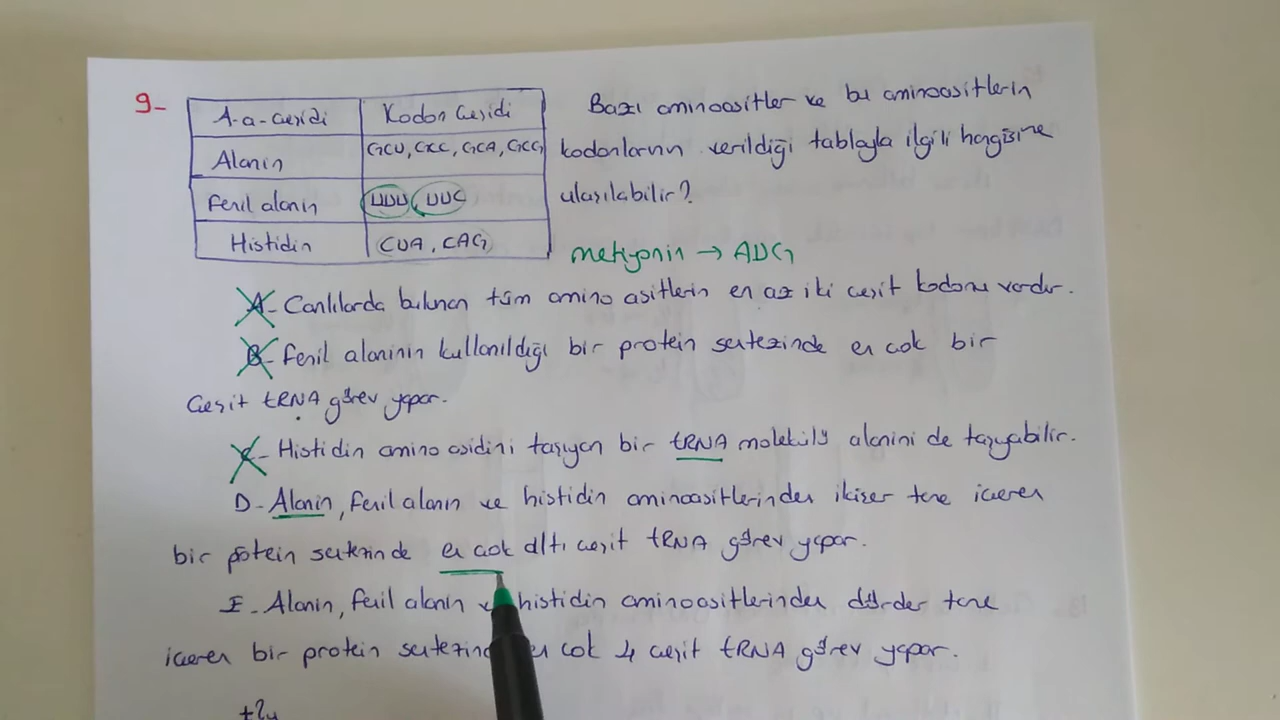 9-
A.a-Çeşidi Kodon Çeşidi
Alanin GCU, GCC, GCA, GCG
Fenil alanin UUU, UUC
Histidin CUA, CAG
Bazı aminoasitler ve bu aminoasitlerin
kodonlarının verildiği tabloyla ilgili hangisine
ulaşılabilir?
metiyonin → AUG
A- Canlılarda bulunan tüm amino asitlerin en az iki çeşit kodonu vardır.
B- Fenil alaninin kullanıldığı bir protein sentezinde en çok bir
çeşit tRNA görev yapar.
C- Histidin amino asidini taşıyan bir tRNA molekülü alanini de taşıyabilir.
D- Alanin, fenil alanin ve histidin aminoasitlerinden ikişer tane içeren
bir protein sentezinde en çok altı çeşit tRNA görev yapar.
E- Alanin, fenil alanin histidin aminoasitlerinden dörder tane
içeren bir protein çok 4 çeşit tRNA görev yapar.